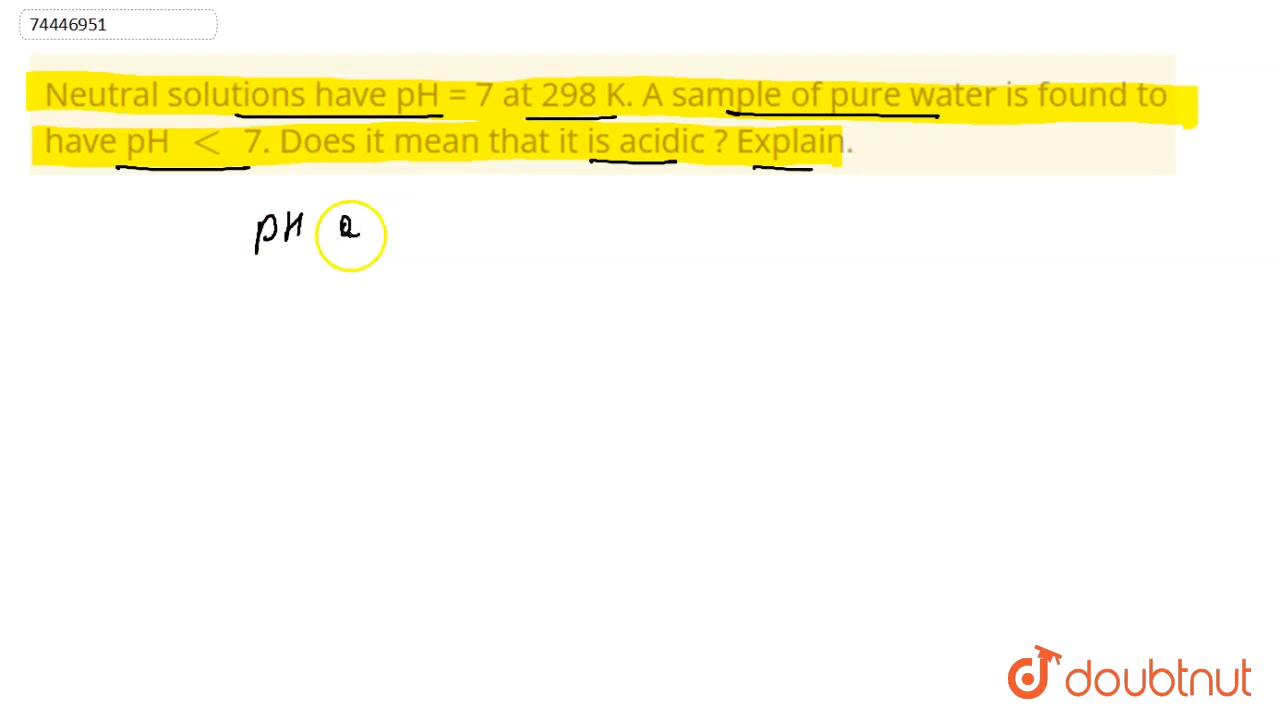 74446951
Neutral solutions have pH = 7 at 298 K. A sample of pure water is found to
have pH < 7. Does it mean that it is acidic ? Explain.
pH
doubtnut